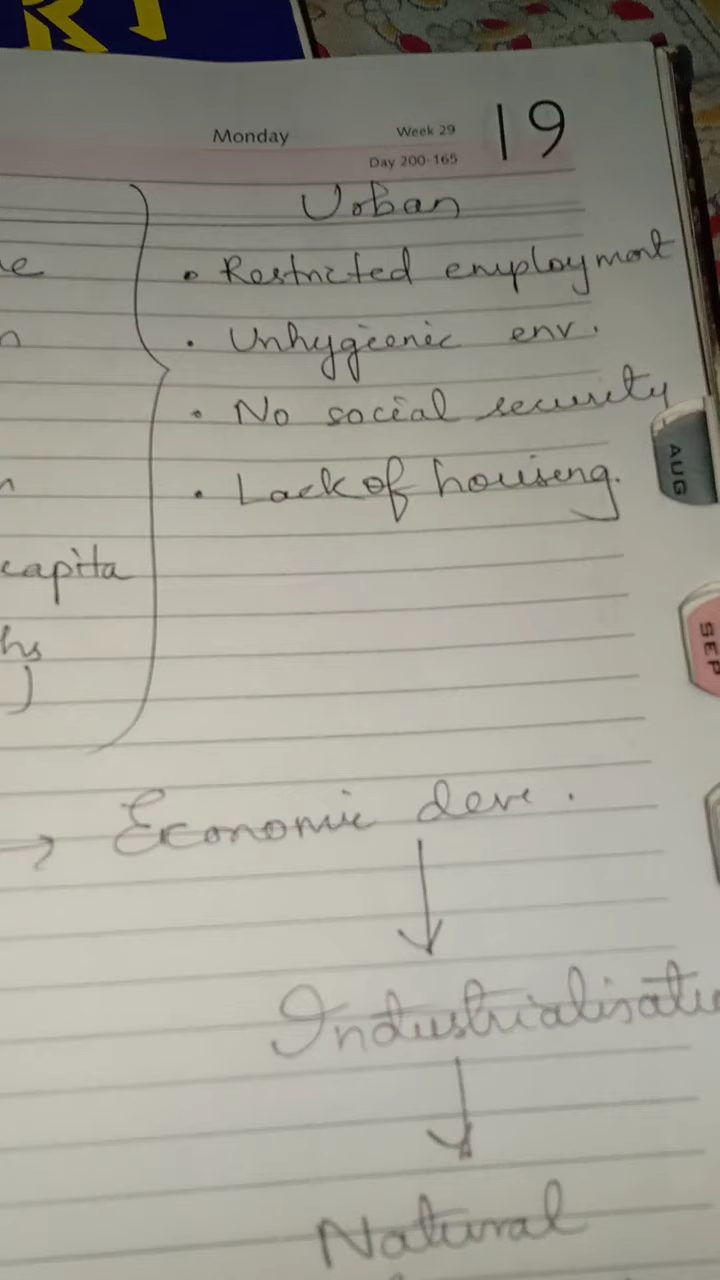 Monday Week 29 19
Day 200-165
Urban
• Restricted employment
• Unhygienic env.
• No social security
• Lack of housing.
capita
→ Economic deve.
↓
Industrialisatio
↓
Natural
AUG
SEP